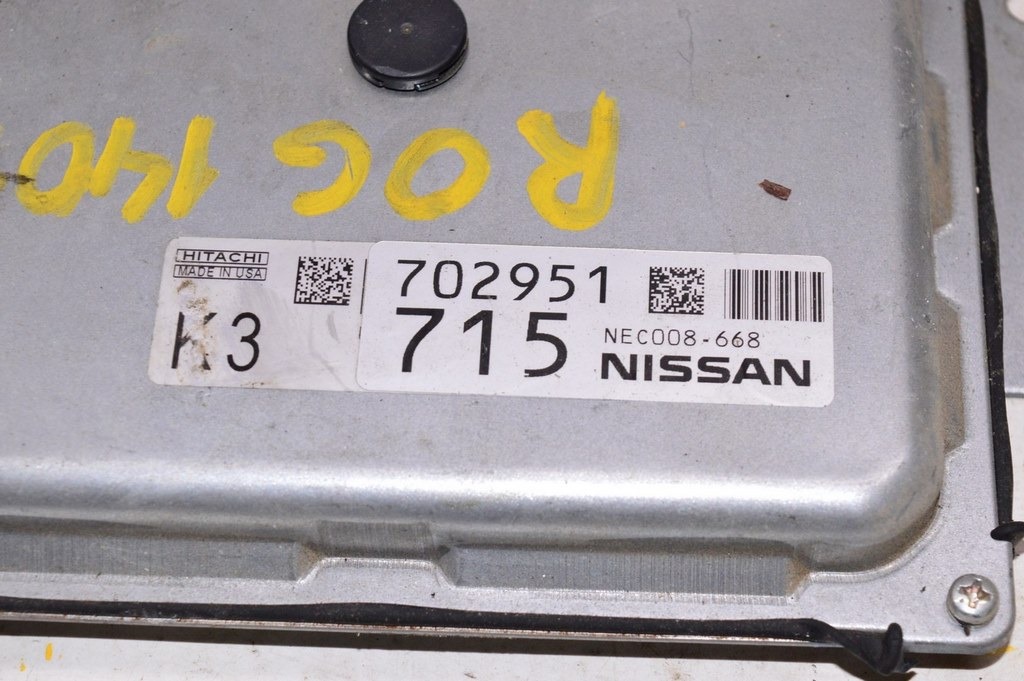 ROG 140
HITACHI
MADE IN USA
K3
702951
715
NEC008-668
NISSAN